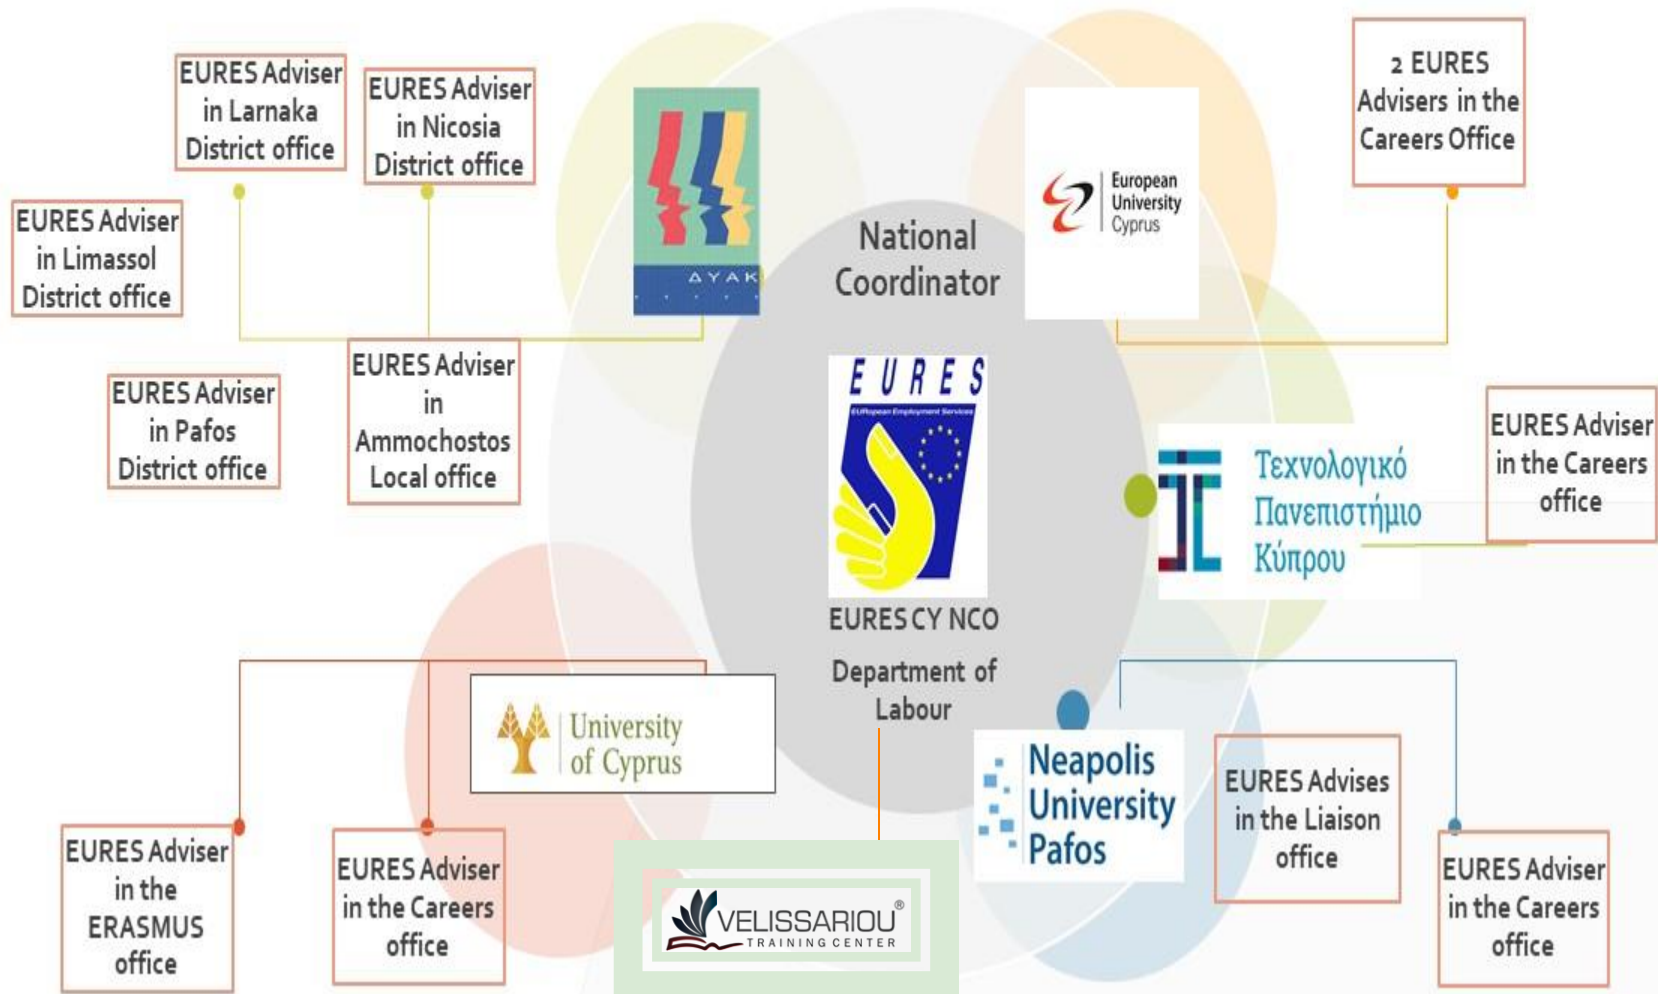 EURES Adviser
in Larnaka
District office
EURES Adviser
in Nicosia
District office
EURES Adviser
in Limassol
District office
EURES Adviser
in Pafos
District office
EURES Adviser
in
Ammochostos
Local office
ΔΥΑΚ
National
Coordinator
EURES
EURopean Employment Services
EURES CY NCO
Department of
Labour
European
University
Cyprus
2 EURES
Advisers in the
Careers Office
Τεχνολογικό
Πανεπιστήμιο
Κύπρου
EURES Adviser
in the Careers
office
University
of Cyprus
EURES Adviser
in the
ERASMUS
office
EURES Adviser
in the Careers
office
VELISSARIOU®
TRAINING CENTER
Neapolis
University
Pafos
EURES Advises
in the Liaison
office
EURES Adviser
in the Careers
office